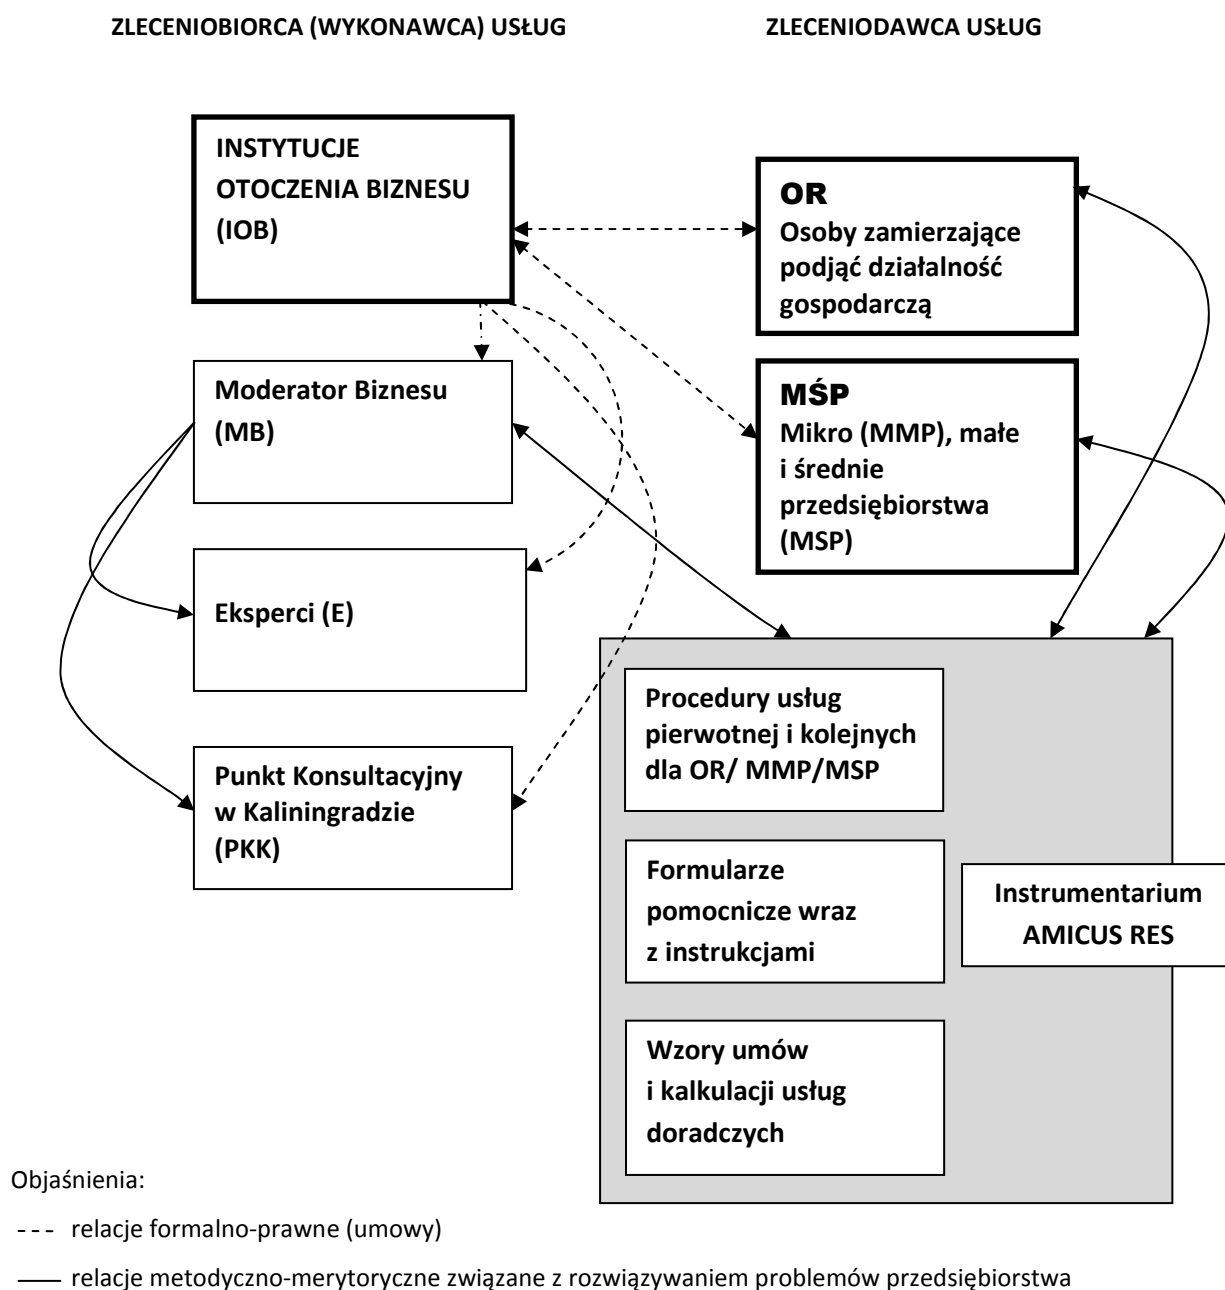 ZLECENIOBIORCA (WYKONAWCA) USŁUG
ZLECENIODAWCA USŁUG
INSTYTUCJE
OTOCZENIA BIZNESU
(IOB)
OR
Osoby zamierzające
podjąć działalność
gospodarczą
Moderator Biznesu
(MB)
MŚP
Mikro (MMP), małe
i średnie
przedsiębiorstwa
(MSP)
Eksperci (E)
Punkt Konsultacyjny
w Kaliningradzie
(PKK)
Procedury usług
pierwotnej i kolejnych
dla OR/ MMP/MSP
Formularze
pomocnicze wraz
z instrukcjami
Instrumentarium
AMICUS RES
Wzory umów
i kalkulacji usług
doradczych
Objaśnienia:
--- relacje formalno-prawne (umowy)
—— relacje metodyczno-merytoryczne związane z rozwiązywaniem problemów przedsiębiorstwa